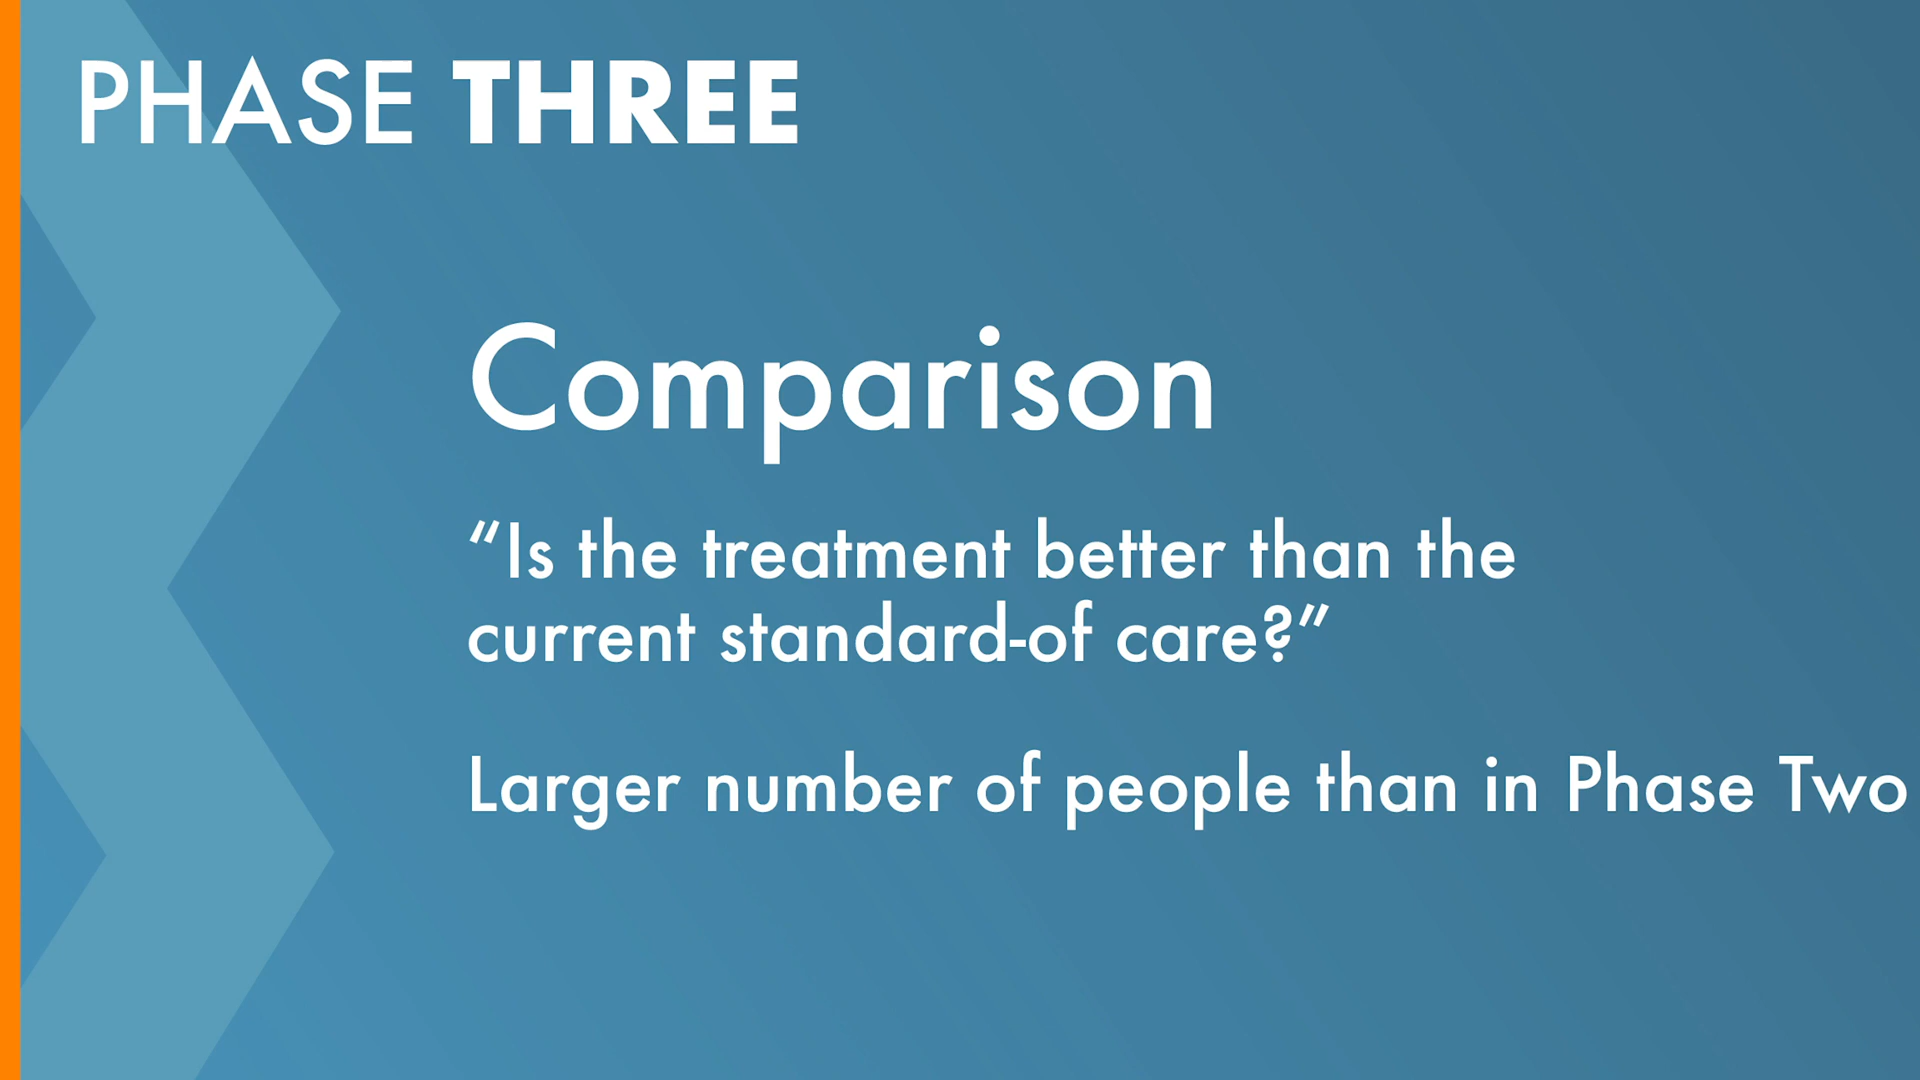 PHASE THREE
Comparison
“Is the treatment better than the
current standard-of care?”
Larger number of people than in Phase Two